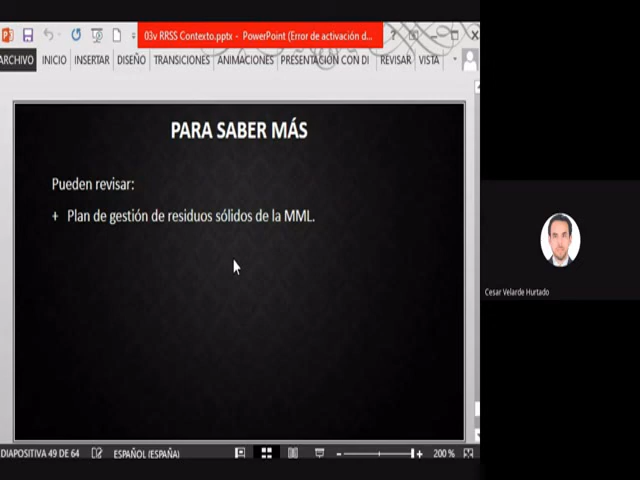 03v RRSS Contexto.pptx - PowerPoint (Error de activación d...
ARCHIVO INICIO INSERTAR DISEÑO TRANSICIONES ANIMACIONES PRESENTACIÓN CON DI REVISAR VISTA
PARA SABER MÁS
Pueden revisar:
+ Plan de gestión de residuos sólidos de la MML.
Cesar Velarde Hurtado
DIAPOSITIVA 49 DE 64 ESPAÑOL (ESPAÑA) 200 %